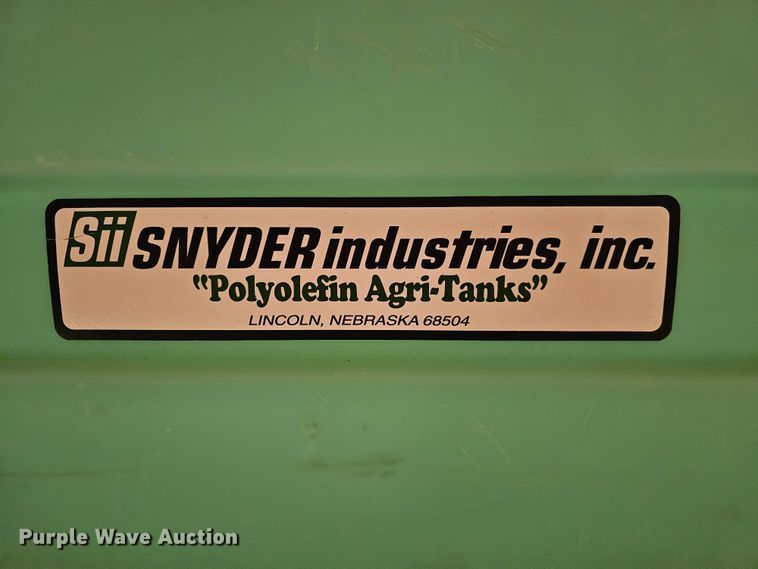 Sii SNYDER industries, inc.
"Polyolefin Agri-Tanks"
LINCOLN, NEBRASKA 68504
Purple Wave Auction